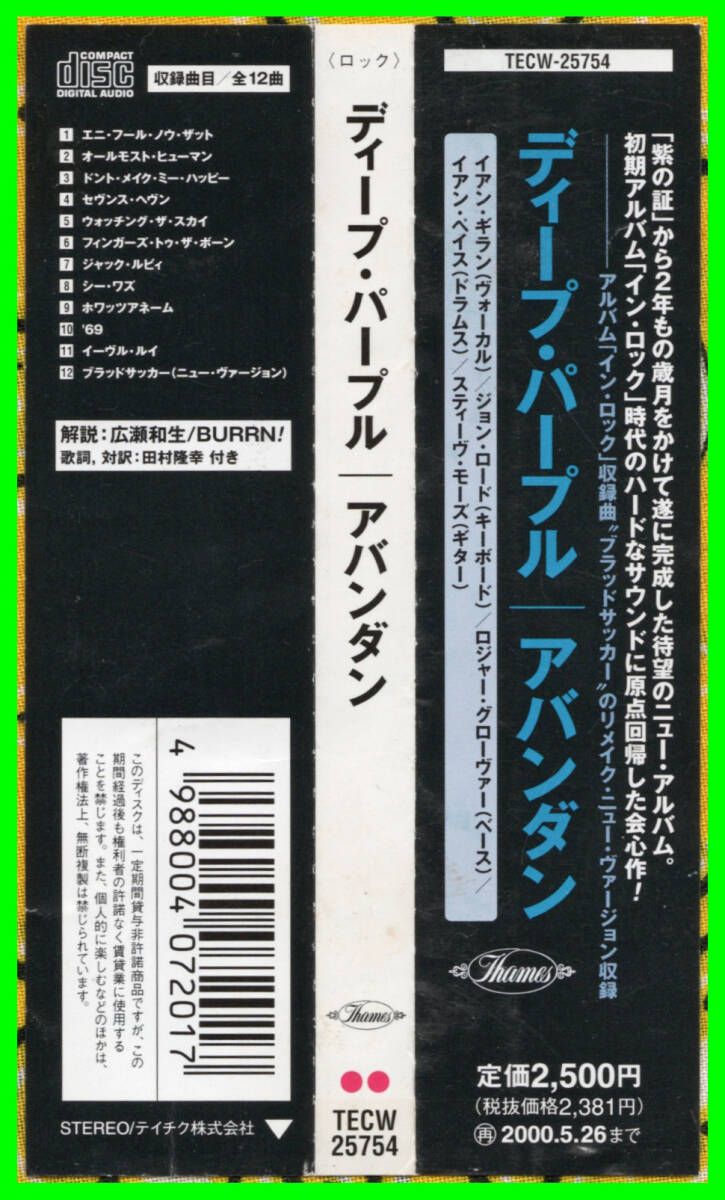 COMPACT
disc
DIGITAL AUDIO
収録曲目/全12曲
1 エニ・フール・ノウ・ザット
2 オールモスト・ヒューマン
3 ドント・メイク・ミー・ハッピー
4 セヴンス・ヘヴン
5 ウォッチング・ザ・スカイ
6 フィンガーズ・トゥ・ザ・ボーン
7 ジャック・ルビィ
8 シー・ワズ
9 ホワッツアネーム
10 '69
11 イーヴル・ルイ
12 ブラッドサッカー(ニュー・ヴァージョン)
解説:広瀬和生/BURRN!
歌詞, 対訳:田村隆幸 付き
このディスクは、一定期間貸与非許諾商品ですが、この
期間経過後も権利者の許諾なく賃貸業に使用する
ことを禁じます。また、個人的に楽しむなどのほかは、
著作権法上、無断複製は禁じられています。
4 988004 072017
STEREO/テイチク株式会社
〈ロック〉
ディープ・パープル│アバンダン
Thames
TECW
25754
TECW-25754
「紫の証」から2年もの歳月をかけて遂に完成した待望のニュー・アルバム。
初期アルバム「イン・ロック」時代のハードなサウンドに原点回帰した会心作!
──アルバム「イン・ロック」収録曲“ブラッドサッカー”のリメイク・ニュー・ヴァージョン収録
ディープ・パープル│アバンダン
イアン・ギラン(ヴォーカル)/ジョン・ロード(キーボード)/ロジャー・グローヴァー(ベース)/
イアン・ペイス(ドラムス)/スティーヴ・モーズ(ギター)
Thames
定価2,500円
(税抜価格2,381円)
再 2000.5.26まで